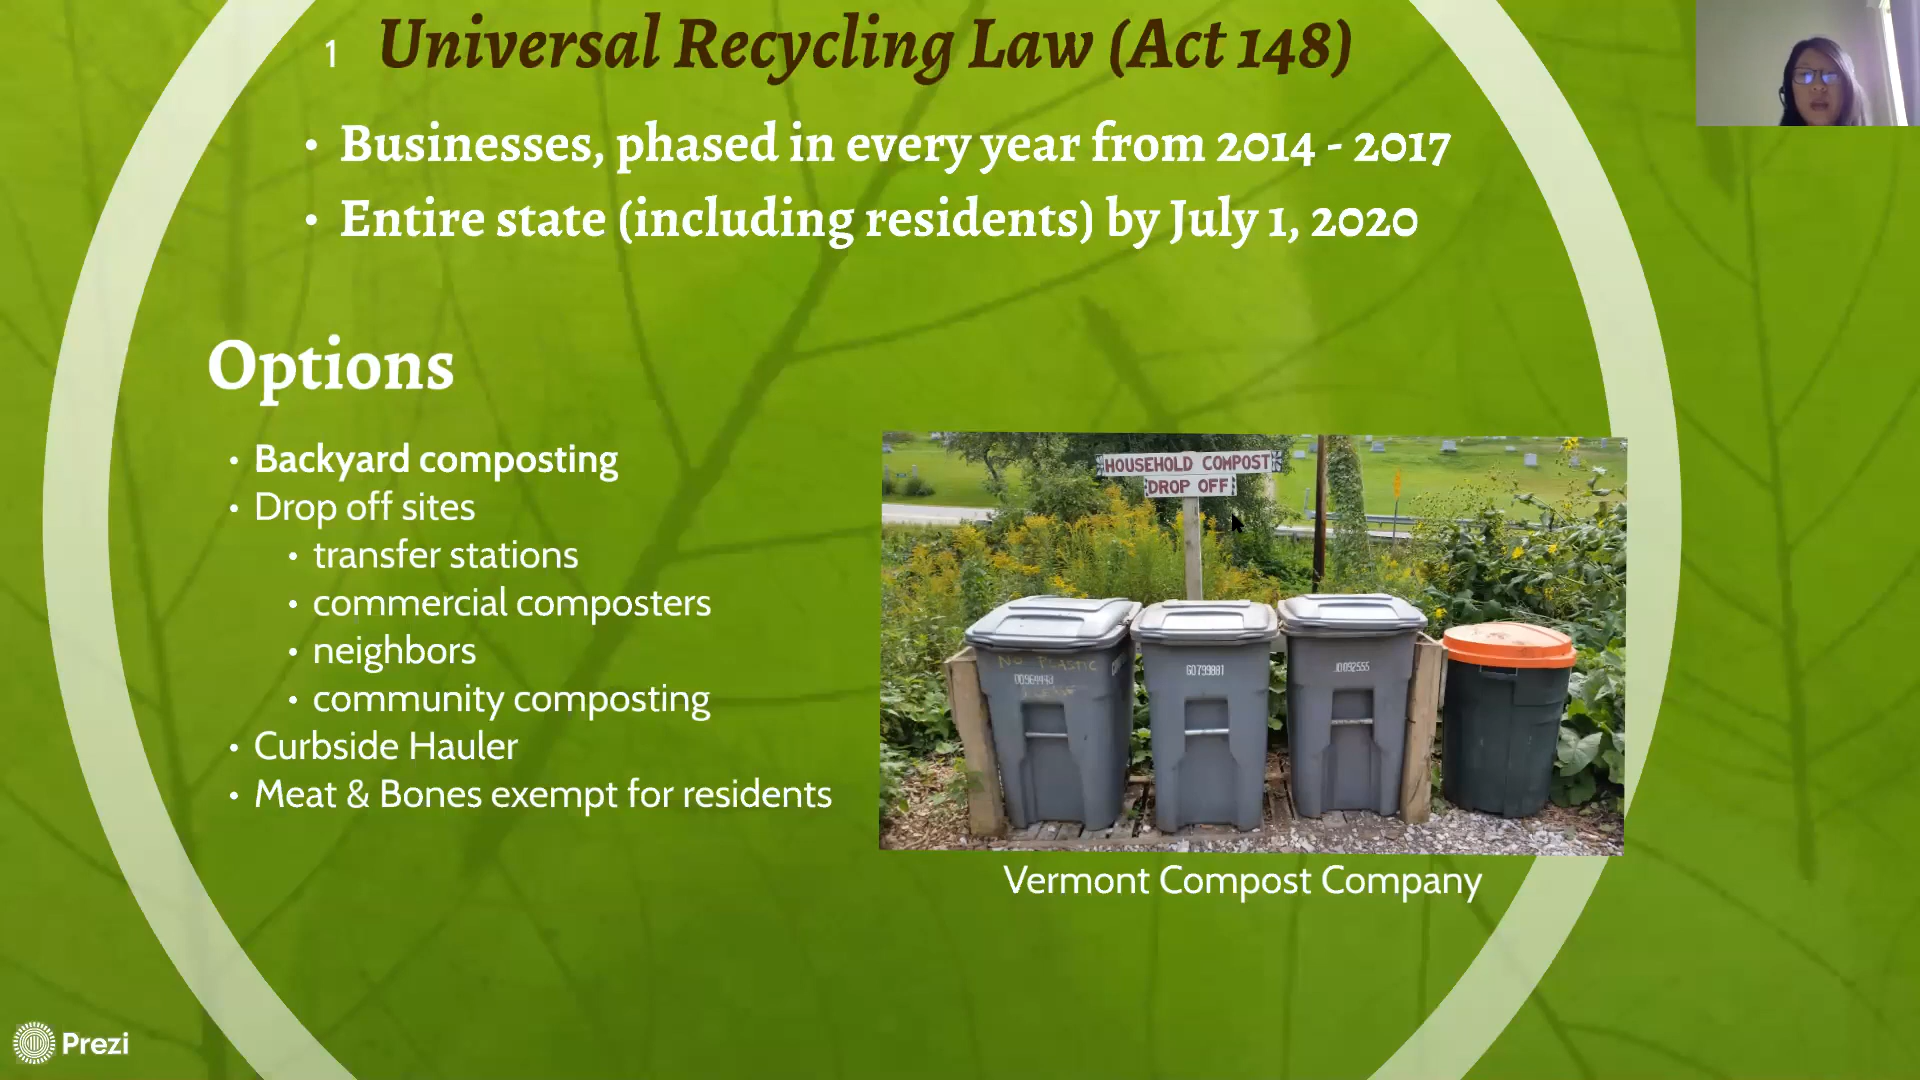 1 Universal Recycling Law (Act 148)
• Businesses, phased in every year from 2014 - 2017
• Entire state (including residents) by July 1, 2020
Options
• Backyard composting
• Drop off sites
• transfer stations
• commercial composters
• neighbors
• community composting
• Curbside Hauler
• Meat & Bones exempt for residents
HOUSEHOLD COMPOST
DROP OFF
NO PLASTIC
60799801
Vermont Compost Company
Prezi